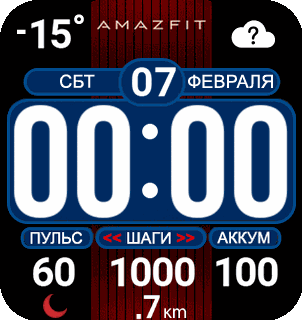 -15° AMAZFIT ?
СБТ 07 ФЕВРАЛЯ
00:00
ПУЛЬС << ШАГИ >> АККУМ
60 1000 100
.7 km